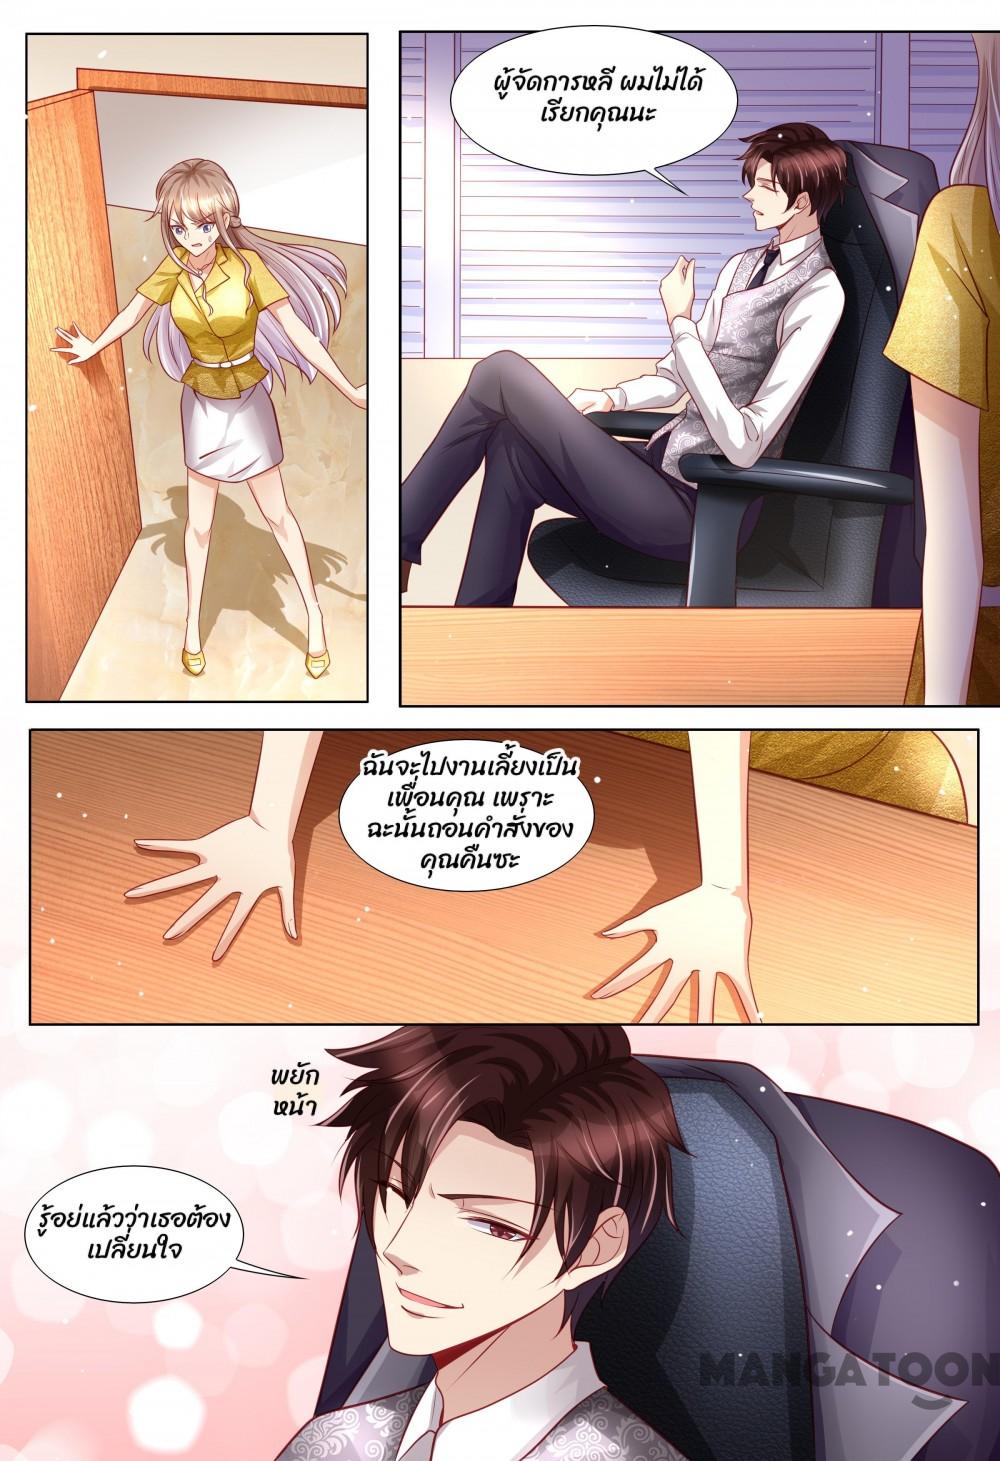 ผู้จัดการหลี ผมไม่ได้
เรียกคุณนะ
ฉันจะไปงานเลี้ยงเป็น
เพื่อนคุณ เพราะ
ฉะนั้นถอนคำสั่งของ
คุณคืนซะ
พยัก
หน้า
รู้อยู่แล้วว่าเธอต้อง
เปลี่ยนใจ
MANGATOON